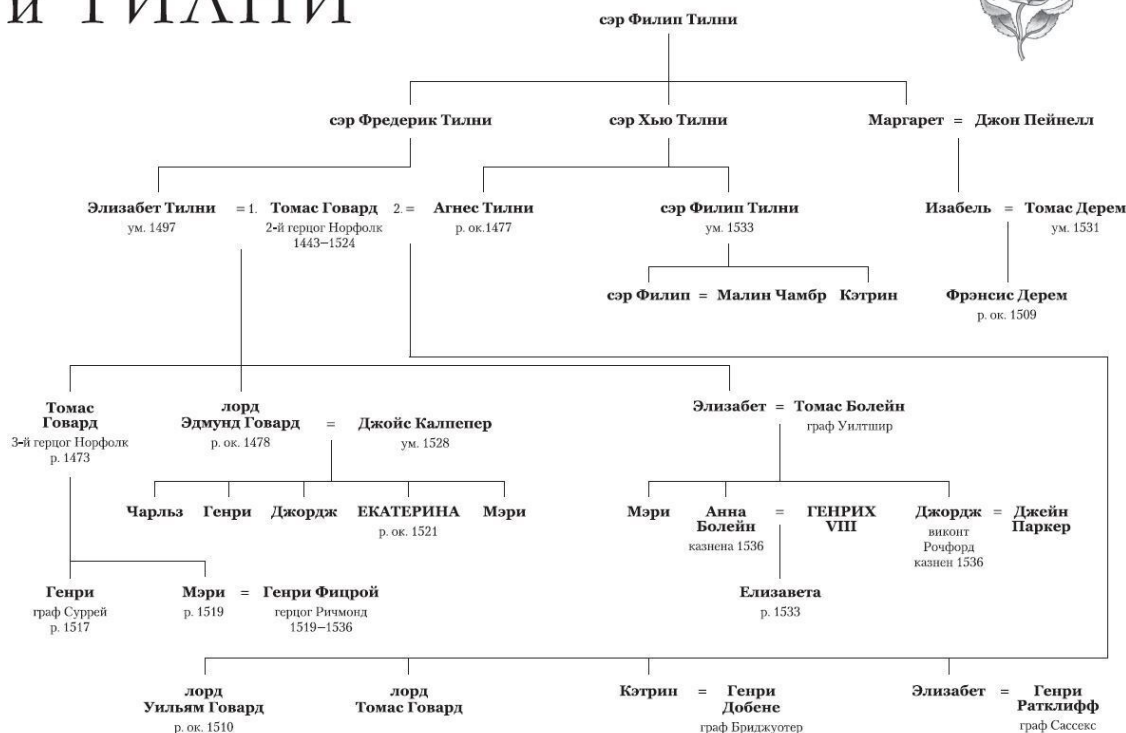 и ТИЛНИ
сэр Филип Тилни
сэр Фредерик Тилни сэр Хью Тилни Маргарет = Джон Пейнелл
Элизабет Тилни = 1. Томас Говард 2. = Агнес Тилни сэр Филип Тилни Изабель = Томас Дерем
ум. 1497 2-й герцог Норфолк р. ок.1477 ум. 1533 ум. 1531
1443–1524
сэр Филип = Малин Чамбр Кэтрин Фрэнсис Дерем
р. ок. 1509
Томас лорд Элизабет = Томас Болейн
Говард Эдмунд Говард = Джойс Калпепер граф Уилтшир
3-й герцог Норфолк р. ок. 1478 ум. 1528
р. 1473
Чарльз Генри Джордж ЕКАТЕРИНА Мэри Мэри Анна = ГЕНРИХ Джордж = Джейн
р. ок. 1521 Болейн VIII виконт Паркер
казнена 1536 Рочфорд
казнен 1536
Генри Мэри = Генри Фицрой Елизавета
граф Суррей р. 1519 герцог Ричмонд р. 1533
р. 1517 1519–1536
лорд лорд Кэтрин = Генри Элизабет = Генри
Уильям Говард Томас Говард Добене Ратклифф
р. ок. 1510 граф Бриджуотер граф Сассекс